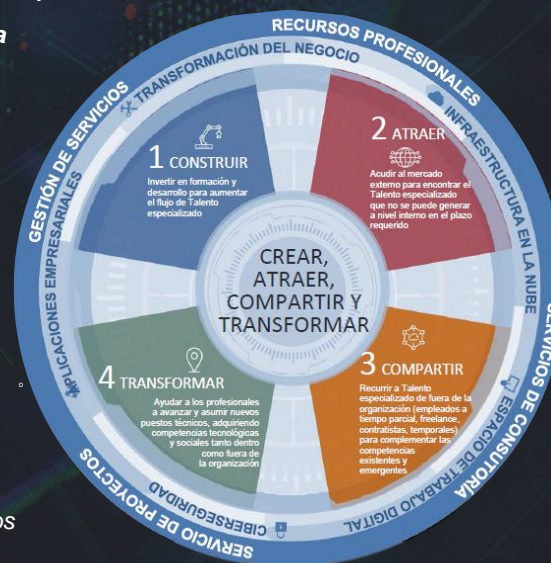 a
RECURSOS PROFESIONALES
TRANSFORMACIÓN DEL NEGOCIO
GESTIÓN DE SERVICIOS
INFRAESTRUCTURA EN LA NUBE
APLICACIONES EMPRESARIALES
1 CONSTRUIR
Invertir en formación y
desarrollo para aumentar
el flujo de Talento
especializado
2 ATRAER
Acudir al mercado
externo para encontrar el
Talento especializado
que no se puede generar
a nivel interno en el plazo
requerido
CREAR,
ATRAER,
COMPARTIR Y
TRANSFORMAR
4 TRANSFORMAR
Ayudar a los profesionales
a avanzar y asumir nuevos
puestos técnicos, adquiriendo
competencias tecnológicas
y sociales tanto dentro
como fuera de
la organización
3 COMPARTIR
Recurrir a Talento
especializado de fuera de la
organización (empleados a
tiempo parcial, freelance,
contratistas, temporales)
para complementar las
competencias
existentes y
emergentes
SERVICIOS DE CONSULTORÍA
ESPACIO DE TRABAJO DIGITAL
CIBERSEGURIDAD
SERVICIO DE PROYECTOS
os